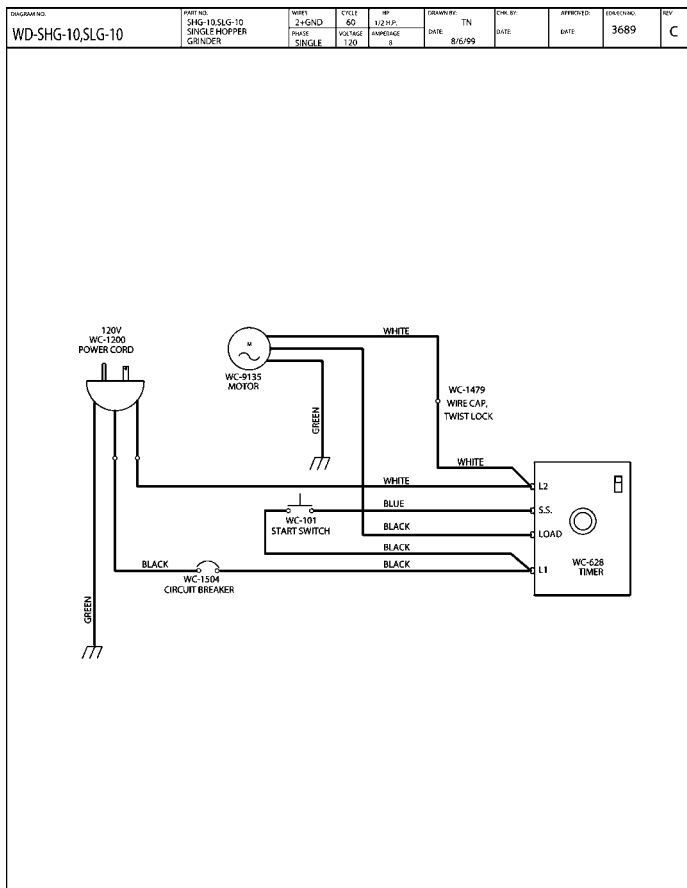 DIAGRAM NO.
WD-SHG-10,SLG-10
PART NO.
SHG-10,SLG-10
SINGLE HOPPER
GRINDER
WIRES
2+GND
PHASE
SINGLE
CYCLE
60
VOLTAGE
120
HP
1/2 H.P.
AMPERAGE
8
DRAWN BY:
TN
DATE:
8/6/99
CHK. BY:
DATE:
APPROVED:
DATE:
3689
REV
C
120V
WC-1200
POWER CORD
M
WC-9135
MOTOR
WHITE
GREEN
WC-1479
WIRE CAP,
TWIST LOCK
WHITE
WHITE
L2
BLUE
S.S.
WC-101
START SWITCH
BLACK
LOAD
BLACK
BLACK
WC-1504
CIRCUIT BREAKER
BLACK
L1
WC-628
TIMER
GREEN